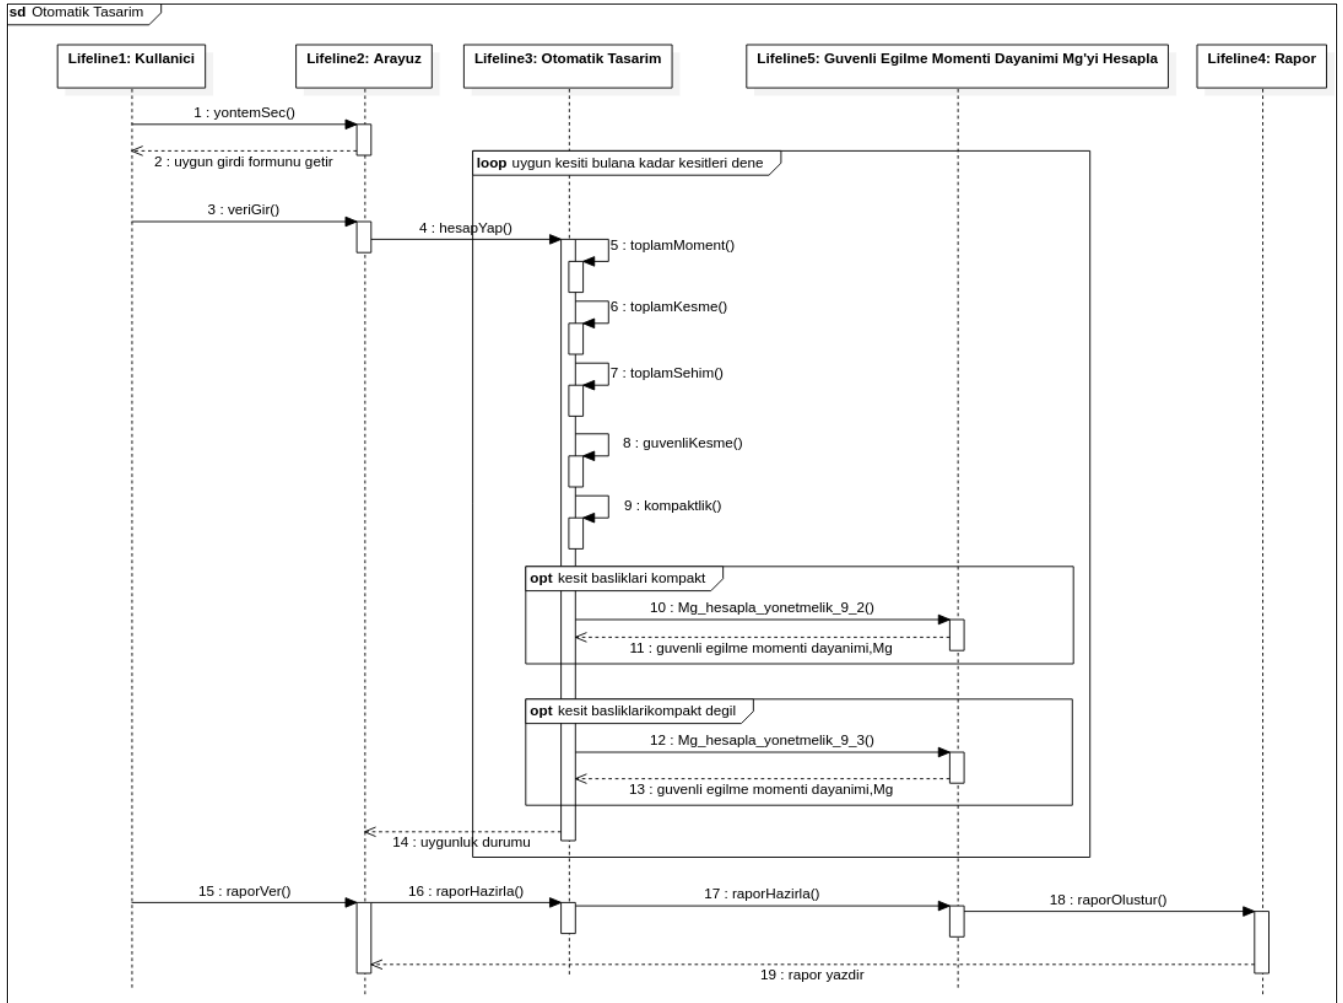 sd Otomatik Tasarim
Lifeline1: Kullanici
Lifeline2: Arayuz
Lifeline3: Otomatik Tasarim
Lifeline5: Guvenli Egilme Momenti Dayanimi Mg'yi Hesapla
Lifeline4: Rapor
1 : yontemSec()
2 : uygun girdi formunu getir
loop uygun kesiti bulana kadar kesitleri dene
3 : veriGir()
4 : hesapYap()
5 : toplamMoment()
6 : toplamKesme()
7 : toplamSehim()
8 : guvenliKesme()
9 : kompaktlik()
opt kesit basliklari kompakt
10 : Mg_hesapla_yonetmelik_9_2()
11 : guvenli egilme momenti dayanimi,Mg
opt kesit basliklarikompakt degil
12 : Mg_hesapla_yonetmelik_9_3()
13 : guvenli egilme momenti dayanimi,Mg
14 : uygunluk durumu
15 : raporVer()
16 : raporHazirla()
17 : raporHazirla()
18 : raporOlustur()
19 : rapor yazdir